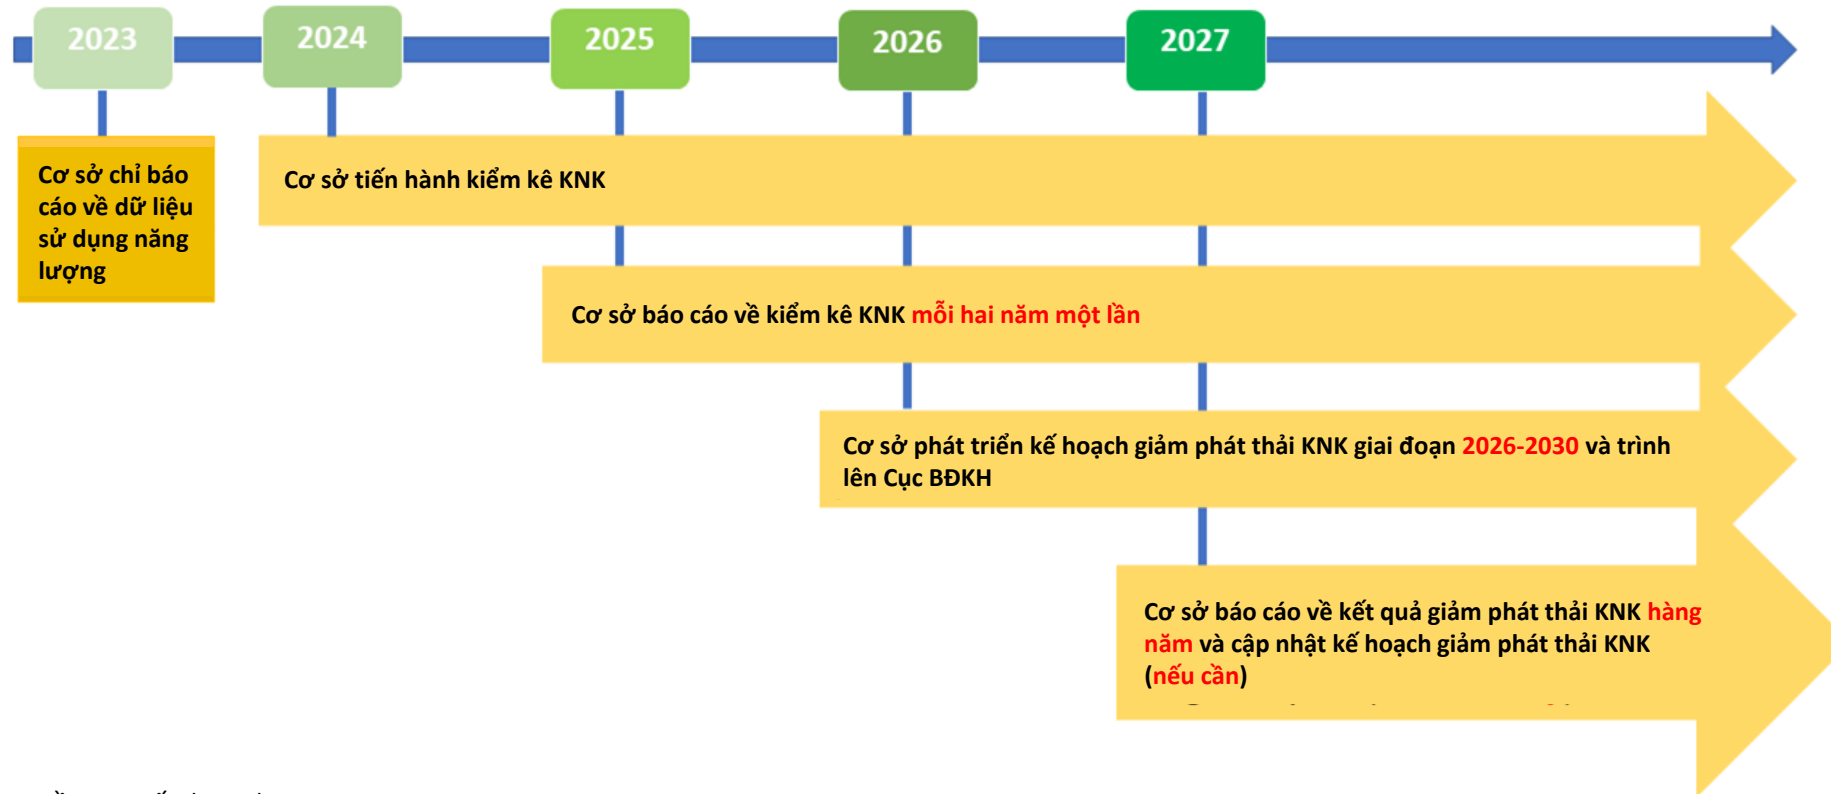 2023
2024
2025
2026
2027
Cơ sở chỉ báo
cáo về dữ liệu
sử dụng năng
lượng
Cơ sở tiến hành kiểm kê KNK
Cơ sở báo cáo về kiểm kê KNK mỗi hai năm một lần
Cơ sở phát triển kế hoạch giảm phát thải KNK giai đoạn 2026-2030 và trình
lên Cục BĐKH
Cơ sở báo cáo về kết quả giảm phát thải KNK hàng
năm và cập nhật kế hoạch giảm phát thải KNK
(nếu cần)